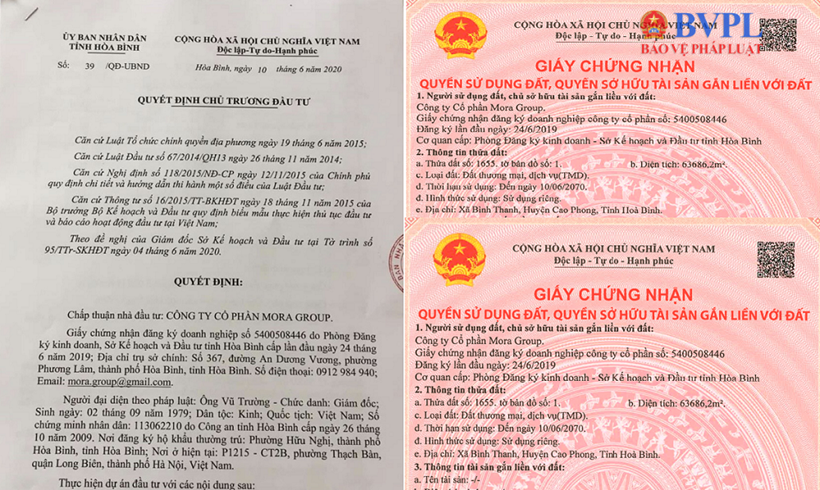 ỦY BAN NHÂN DÂN
TỈNH HÒA BÌNH
CỘNG HÒA XÃ HỘI CHỦ NGHĨA VIỆT NAM
Độc lập-Tự do-Hạnh phúc
Số: 39 /QĐ-UBND
Hòa Bình, ngày 10 tháng 6 năm 2020
QUYẾT ĐỊNH CHỦ TRƯƠNG ĐẦU TƯ
Căn cứ Luật Tổ chức chính quyền địa phương ngày 19 tháng 6 năm 2015;
Căn cứ Luật Đầu tư số 67/2014/QH13 ngày 26 tháng 11 năm 2014;
Căn cứ Nghị định số 118/2015/NĐ-CP ngày 12/11/2015 của Chính phủ
quy định chi tiết và hướng dẫn thi hành một số điều của Luật Đầu tư;
Căn cứ Thông tư số 16/2015/TT-BKHĐT ngày 18 tháng 11 năm 2015 của
Bộ trưởng Bộ Kế hoạch và Đầu tư quy định biểu mẫu thực hiện thủ tục đầu tư
và báo cáo hoạt động đầu tư tại Việt Nam;
Theo đề nghị của Giám đốc Sở Kế hoạch và Đầu tư tại Tờ trình số
95/TTr-SKHĐT ngày 04 tháng 6 năm 2020.
QUYẾT ĐỊNH:
Chấp thuận nhà đầu tư: CÔNG TY CỔ PHẦN MORA GROUP.
Giấy chứng nhận đăng ký doanh nghiệp số 5400508446 do Phòng Đăng
ký kinh doanh, Sở Kế hoạch và Đầu tư tỉnh Hòa Bình cấp lần đầu ngày 24 tháng
6 năm 2019; Địa chỉ trụ sở chính: Số 367, đường An Dương Vương, phường
Phương Lâm, thành phố Hòa Bình, tỉnh Hòa Bình. Số điện thoại: 0912 984 940;
Email: mora.group@gmail.com.
Người đại diện theo pháp luật: Ông Vũ Trường - Chức danh: Giám đốc;
Sinh ngày: 02 tháng 09 năm 1979; Dân tộc: Kinh; Quốc tịch: Việt Nam; Số
chứng minh nhân dân: 113062210 do Công an tỉnh Hòa Bình cấp ngày 26 tháng
10 năm 2009. Nơi đăng ký hộ khẩu thường trú: Phường Hữu Nghị, thành phố
Hòa Bình, tỉnh Hòa Bình; Nơi ở hiện tại: P1215 - CT2B, phường Thạch Bàn,
quận Long Biên, thành phố Hà Nội, Việt Nam.
Thực hiện dự án đầu tư với các nội dung sau:
BAN NHÂ
CỘNG HÒA XÃ HỘI CHỦ NGHĨA VIỆT NAM
Độc lập - Tự do - Hạnh phúc
BVPL
BẢO VỆ PHÁP LUẬT
GIẤY CHỨNG NHẬN
QUYỀN SỬ DỤNG ĐẤT, QUYỀN SỞ HỮU TÀI SẢN GẮN LIỀN VỚI ĐẤT
1. Người sử dụng đất, chủ sở hữu tài sản gắn liền với đất:
Công ty Cổ phần Mora Group.
Giấy chứng nhận đăng ký doanh nghiệp công ty cổ phần số: 5400508446
Đăng ký lần đầu ngày: 24/6/2019
Cơ quan cấp: Phòng Đăng ký kinh doanh - Sở Kế hoạch và Đầu tư tỉnh Hòa Bình
2. Thông tin thửa đất:
a. Thửa đất số: 1655. tờ bản đồ số: 1. b. Diện tích: 63686,2m².
c. Loại đất: Đất thương mại, dịch vụ(TMD).
d. Thời hạn sử dụng: Đến ngày 10/06/2070.
đ. Hình thức sử dụng: Sử dụng riêng.
e. Địa chỉ: Xã Bình Thanh, Huyện Cao Phong, Tỉnh Hoà Bình.
CỘNG HÒA XÃ HỘI CHỦ NGHĨA VIỆT NAM
Độc lập - Tự do - Hạnh phúc
GIẤY CHỨNG NHẬN
QUYỀN SỬ DỤNG ĐẤT, QUYỀN SỞ HỮU TÀI SẢN GẮN LIỀN VỚI ĐẤT
1. Người sử dụng đất, chủ sở hữu tài sản gắn liền với đất:
Công ty Cổ phần Mora Group.
Giấy chứng nhận đăng ký doanh nghiệp công ty cổ phần số: 5400508446
Đăng ký lần đầu ngày: 24/6/2019
Cơ quan cấp: Phòng Đăng ký kinh doanh - Sở Kế hoạch và Đầu tư tỉnh Hòa Bình
2. Thông tin thửa đất:
a. Thửa đất số: 1655. tờ bản đồ số: 1. b. Diện tích: 63686,2m².
c. Loại đất: Đất thương mại, dịch vụ(TMD).
d. Thời hạn sử dụng: Đến ngày 10/06/2070.
đ. Hình thức sử dụng: Sử dụng riêng.
e. Địa chỉ: Xã Bình Thanh, Huyện Cao Phong, Tỉnh Hoà Bình.
3. Thông tin tài sản gắn liền với đất:
a. Tên tài sản: -/-